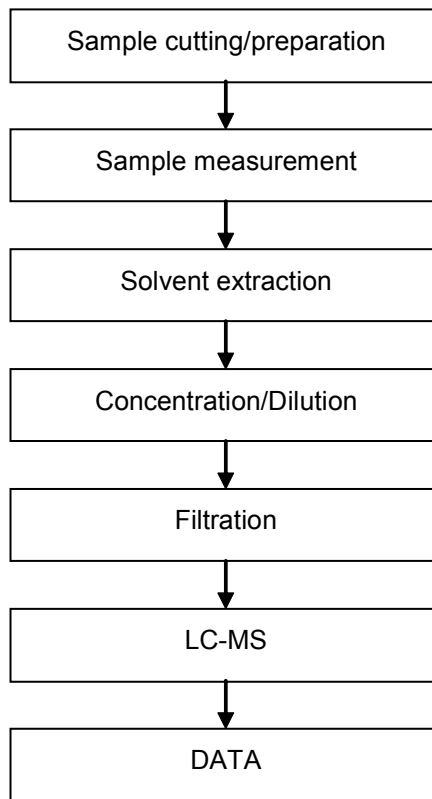 Sample cutting/preparation
Sample measurement
Solvent extraction
Concentration/Dilution
Filtration
LC-MS
DATA